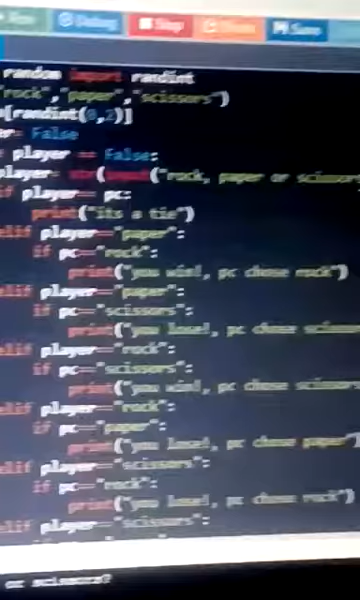 Run Debug Stop Share Save
random import randint
"rock","paper","scissors")
[randint(0,2)]
er= False
player == False:
player= str(input("rock, paper or scissors
if player== pc:
print("its a tie")
elif player=="paper":
if pc=="rock":
print("you win!, pc chose rock")
elif player=="paper":
if pc=="scissors":
print("you lose!, pc chose scissors
elif player=="rock":
if pc=="scissors":
print("you win!, pc chose scissors
elif player=="rock":
if pc=="paper":
print("you lose!, pc chose paper")
elif player=="scissors":
if pc=="rock":
print("you lose!, pc chose rock")
elif player=="scissors":
or scissors?